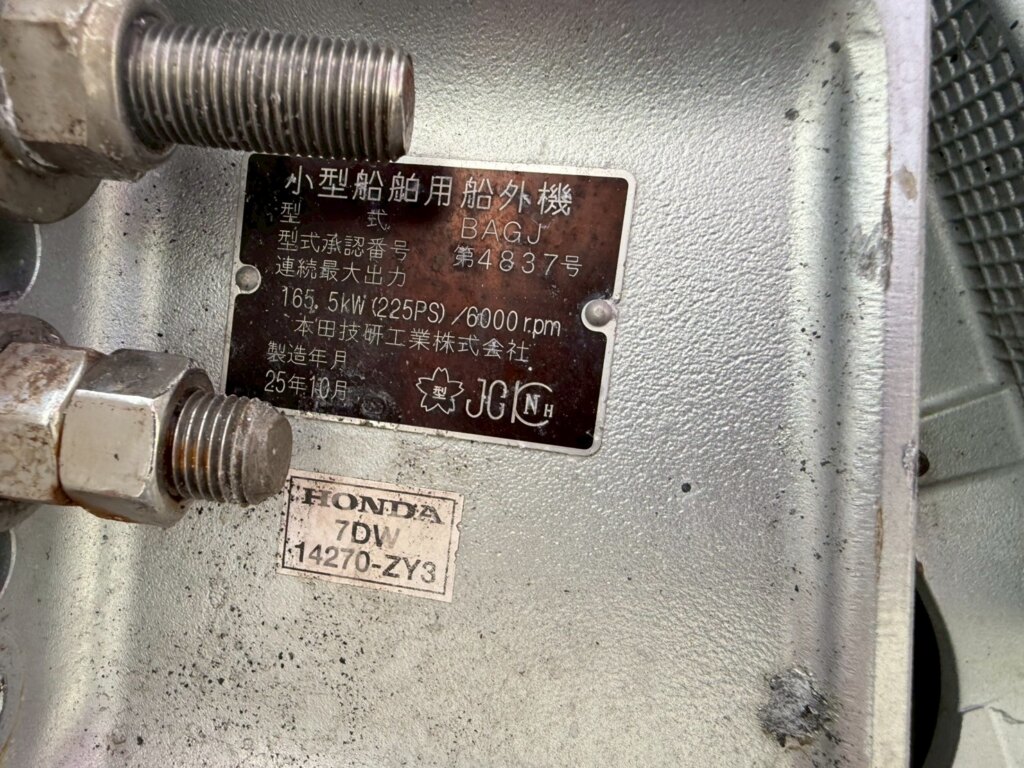 小型船舶用船外機
型 式 BAGJ
型式承認番号 第4837号
連続最大出力
165.5kW(225PS)/6000rpm
本田技研工業株式会社
製造年月
25年10月
型 JCI NH
HONDA
7DW
14270-ZY3